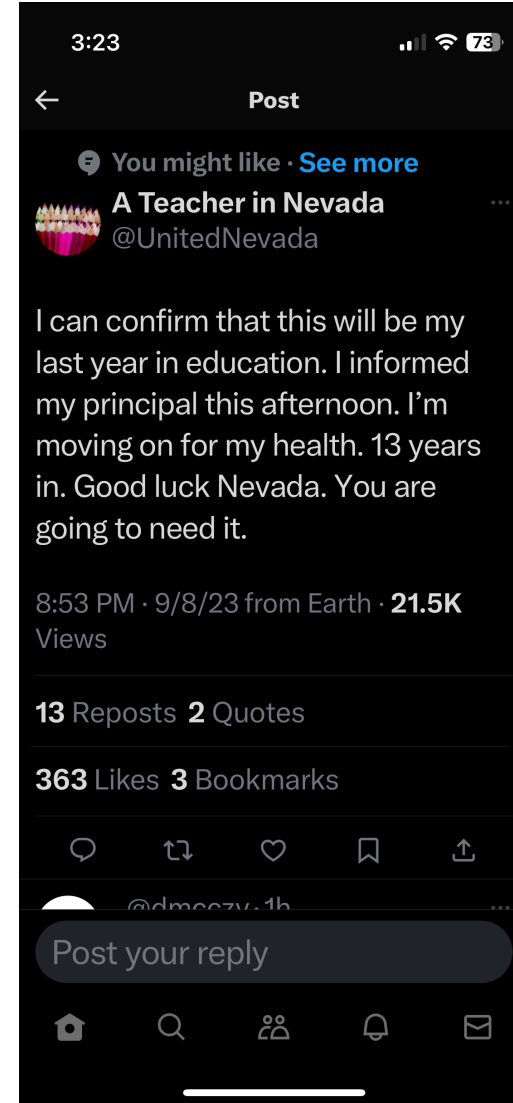 3:23
73
Post
You might like · See more
A Teacher in Nevada
@UnitedNevada
I can confirm that this will be my
last year in education. I informed
my principal this afternoon. I’m
moving on for my health. 13 years
in. Good luck Nevada. You are
going to need it.
8:53 PM · 9/8/23 from Earth · 21.5K
Views
13 Reposts 2 Quotes
363 Likes 3 Bookmarks
@dmcczy · 1h
Post your reply